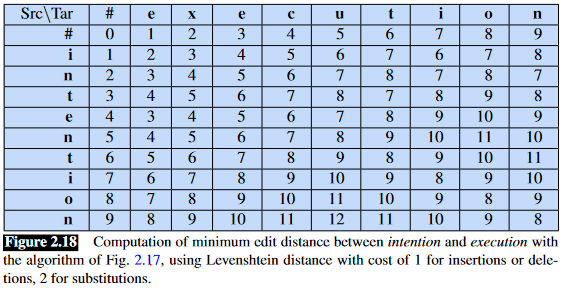 Src\Tar # e x e c u t i o n
# 0 1 2 3 4 5 6 7 8 9
i 1 2 3 4 5 6 7 6 7 8
n 2 3 4 5 6 7 8 7 8 7
t 3 4 5 6 7 8 7 8 9 8
e 4 3 4 5 6 7 8 9 10 9
n 5 4 5 6 7 8 9 10 11 10
t 6 5 6 7 8 9 8 9 10 11
i 7 6 7 8 9 10 9 8 9 10
o 8 7 8 9 10 11 10 9 8 9
n 9 8 9 10 11 12 11 10 9 8
Figure 2.18 Computation of minimum edit distance between intention and execution with
the algorithm of Fig. 2.17, using Levenshtein distance with cost of 1 for insertions or dele-
tions, 2 for substitutions.